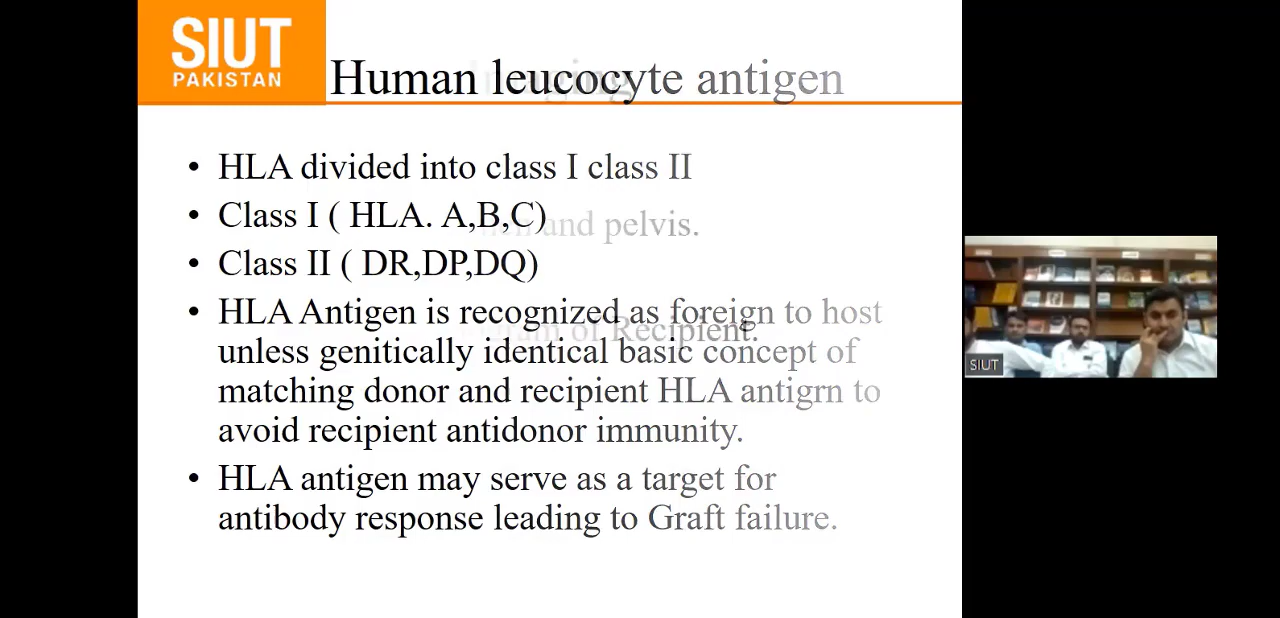 SIUT
PAKISTAN
Human leucocyte antigen
• HLA divided into class I class II
• Class I ( HLA. A,B,C)
and pelvis.
• Class II ( DR,DP,DQ)
• HLA Antigen is recognized as foreign to host
of Recipient.
unless genitically identical basic concept of
matching donor and recipient HLA antigrn to
avoid recipient antidonor immunity.
• HLA antigen may serve as a target for
antibody response leading to Graft failure.
SIUT